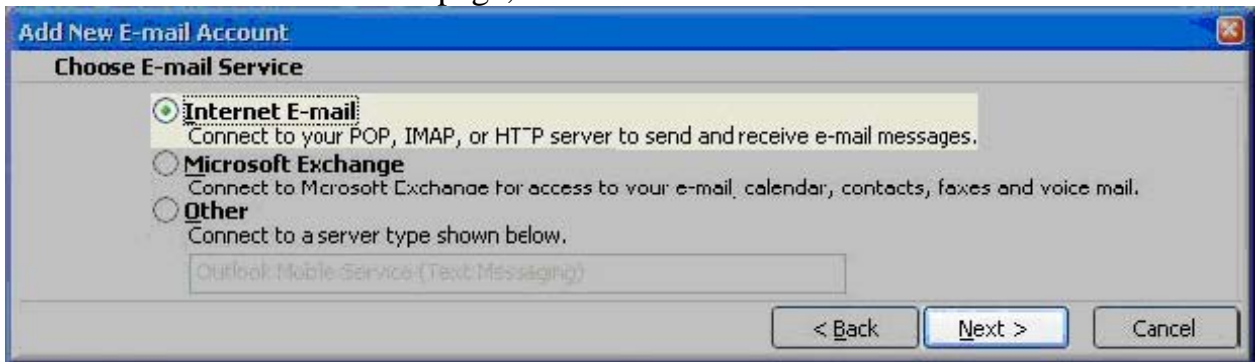 page,
Add New E-mail Account
Choose E-mail Service
Internet E-mail
Connect to your POP, IMAP, or HTTP server to send and receive e-mail messages.
Microsoft Exchange
Connect to Microsoft Exchange for access to your e-mail, calendar, contacts, faxes and voice mail.
Other
Connect to a server type shown below.
Outlook Mobile Service (Text Messaging)
< Back Next > Cancel